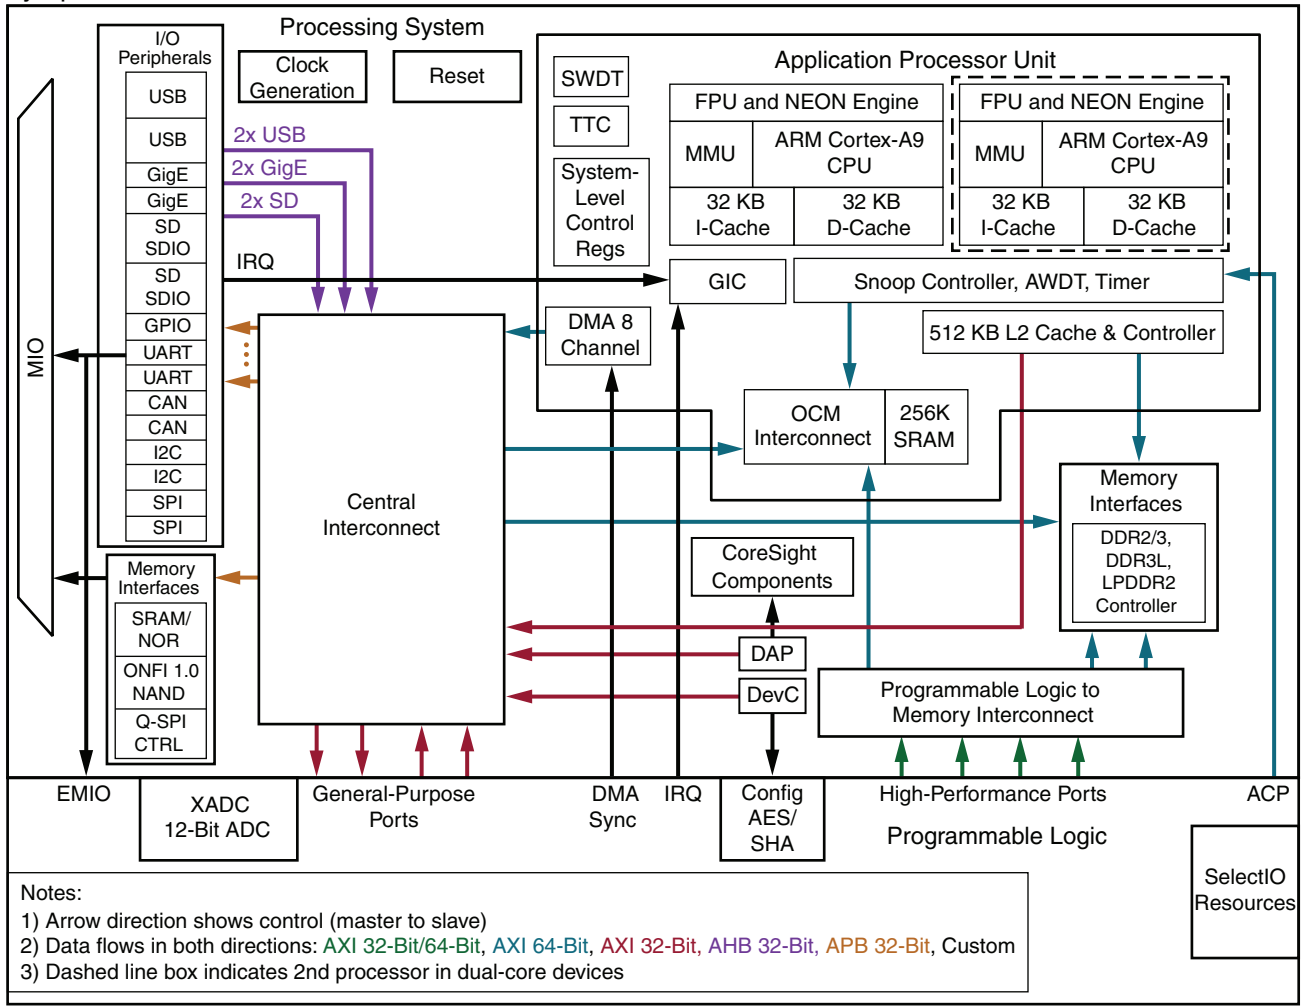 Processing System
I/O
Peripherals
USB
USB
GigE
GigE
SD
SDIO
SD
SDIO
GPIO
UART
UART
CAN
CAN
I2C
I2C
SPI
SPI
MIO
Clock
Generation
Reset
2x USB
2x GigE
2x SD
IRQ
Application Processor Unit
SWDT
TTC
System-
Level
Control
Regs
FPU and NEON Engine
MMU
ARM Cortex-A9
CPU
32 KB
I-Cache
32 KB
D-Cache
FPU and NEON Engine
MMU
ARM Cortex-A9
CPU
32 KB
I-Cache
32 KB
D-Cache
GIC
Snoop Controller, AWDT, Timer
DMA 8
Channel
512 KB L2 Cache & Controller
OCM
Interconnect
256K
SRAM
Central
Interconnect
Memory
Interfaces
DDR2/3,
DDR3L,
LPDDR2
Controller
Memory
Interfaces
SRAM/
NOR
ONFI 1.0
NAND
Q-SPI
CTRL
CoreSight
Components
DAP
DevC
Programmable Logic to
Memory Interconnect
EMIO
XADC
12-Bit ADC
General-Purpose
Ports
DMA
Sync
IRQ
Config
AES/
SHA
High-Performance Ports
ACP
Programmable Logic
SelectIO
Resources
Notes:
1) Arrow direction shows control (master to slave)
2) Data flows in both directions: AXI 32-Bit/64-Bit, AXI 64-Bit, AXI 32-Bit, AHB 32-Bit, APB 32-Bit, Custom
3) Dashed line box indicates 2nd processor in dual-core devices